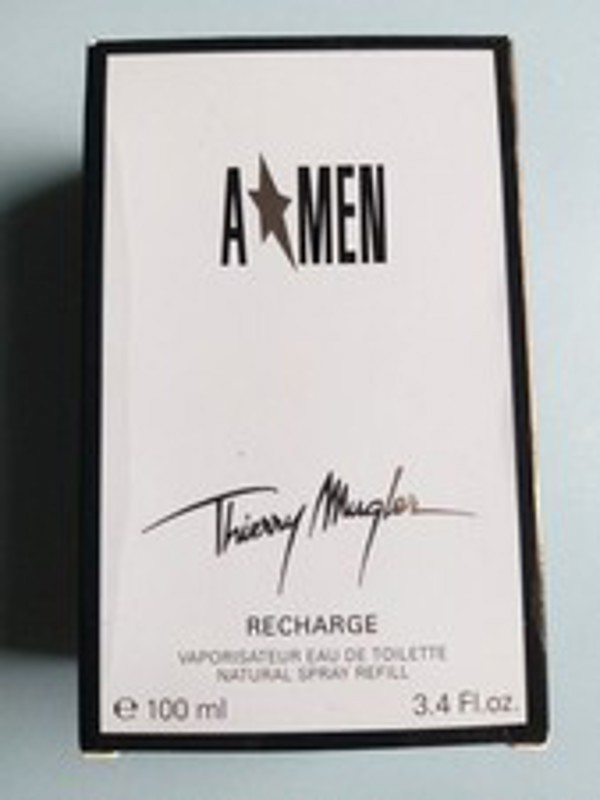 A★MEN
Thierry Mugler
RECHARGE
VAPORISATEUR EAU DE TOILETTE
NATURAL SPRAY REFILL
℮ 100 ml 3.4 Fl.oz.